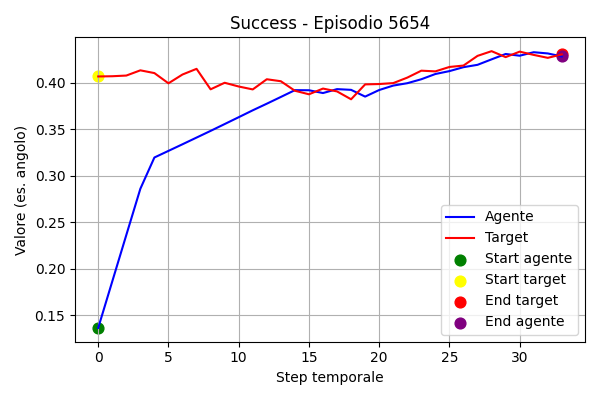 Success - Episodio 5654
Valore (es. angolo)
0.40
0.35
0.30
0.25
0.20
0.15
Agente
Target
Start agente
Start target
End target
End agente
0 5 10 15 20 25 30
Step temporale